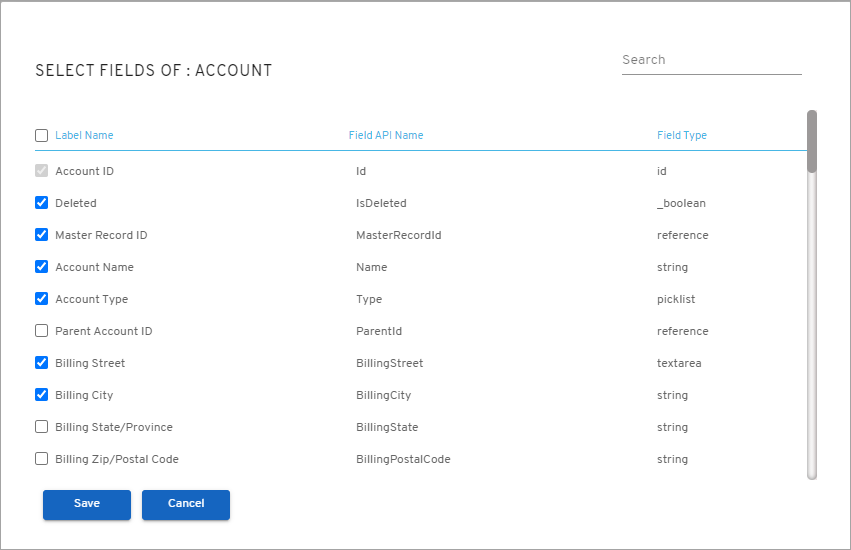 SELECT FIELDS OF : ACCOUNT
Search
Label Name Field API Name Field Type
Account ID Id id
Deleted IsDeleted _boolean
Master Record ID MasterRecordId reference
Account Name Name string
Account Type Type picklist
Parent Account ID ParentId reference
Billing Street BillingStreet textarea
Billing City BillingCity string
Billing State/Province BillingState string
Billing Zip/Postal Code BillingPostalCode string
Save Cancel